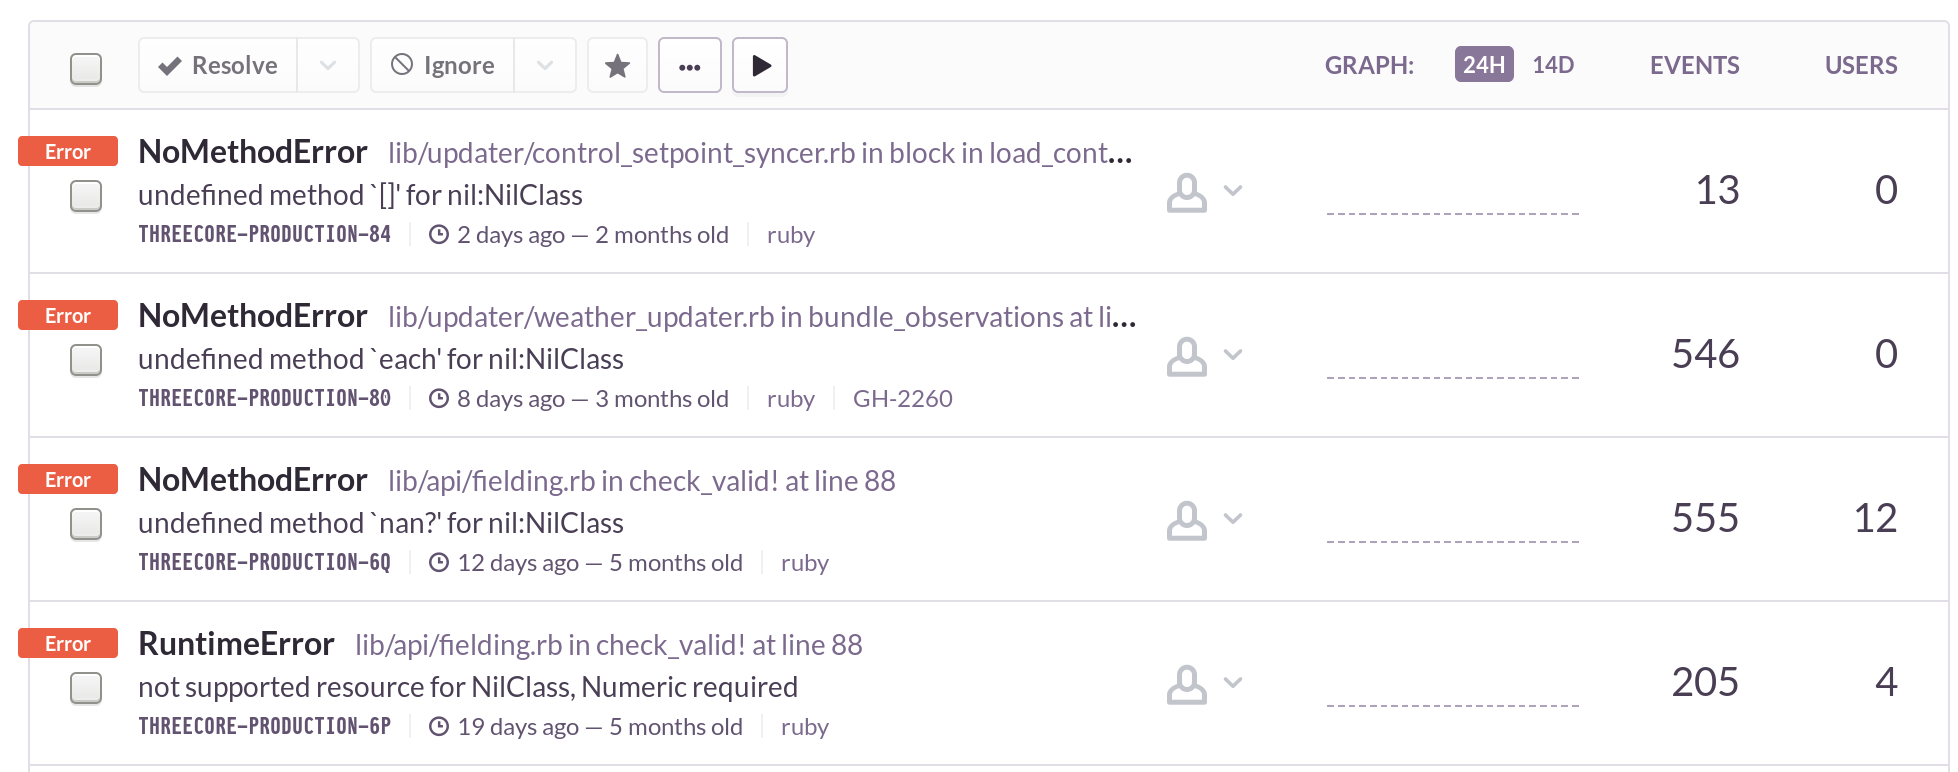 Resolve Ignore ... GRAPH: 24H 14D EVENTS USERS
Error NoMethodError lib/updater/control_setpoint_syncer.rb in block in load_cont...
undefined method `[]' for nil:NilClass 13 0
THREECORE-PRODUCTION-84 2 days ago — 2 months old ruby
Error NoMethodError lib/updater/weather_updater.rb in bundle_observations at li...
undefined method `each' for nil:NilClass 546 0
THREECORE-PRODUCTION-80 8 days ago — 3 months old ruby GH-2260
Error NoMethodError lib/api/fielding.rb in check_valid! at line 88
undefined method `nan?' for nil:NilClass 555 12
THREECORE-PRODUCTION-6Q 12 days ago — 5 months old ruby
Error RuntimeError lib/api/fielding.rb in check_valid! at line 88
not supported resource for NilClass, Numeric required 205 4
THREECORE-PRODUCTION-6P 19 days ago — 5 months old ruby